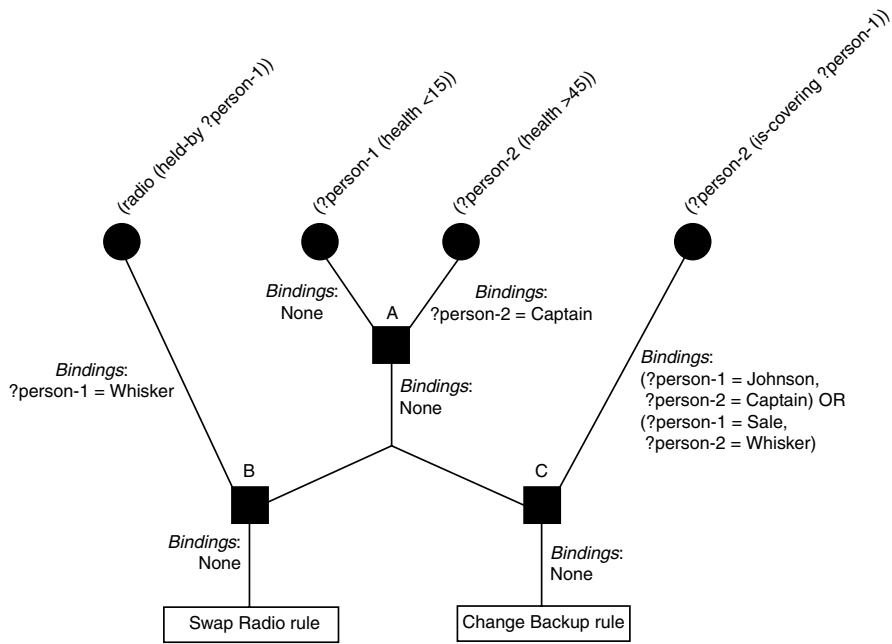 (radio (held-by ?person-1))
(?person-1 (health <15))
(?person-2 (health >45))
(?person-2 (is-covering ?person-1))
Bindings:
None
A
Bindings:
?person-2 = Captain
Bindings:
?person-1 = Whisker
Bindings:
None
Bindings:
(?person-1 = Johnson,
?person-2 = Captain) OR
(?person-1 = Sale,
?person-2 = Whisker)
B
C
Bindings:
None
Bindings:
None
Swap Radio rule
Change Backup rule